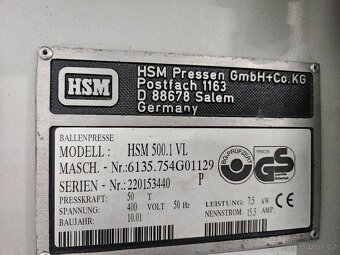 HSM
HSM Pressen GmbH+Co.KG
Postfach 1163
D 88678 Salem
Germany
BALLENPRESSE
MODELL: HSM 500.1 VL
MASCH. - Nr.:6135.754G01129
SERIEN - Nr.: 220153440 P
PRESSKRAFT: 50 T
SPANNUNG: 400 VOLT 50 Hz
BAUJAHR: 10.01
LEISTUNG: 7,5 kW
NENNSTROM: 15.5 AMP.
BG-PRÜFZERT
GS